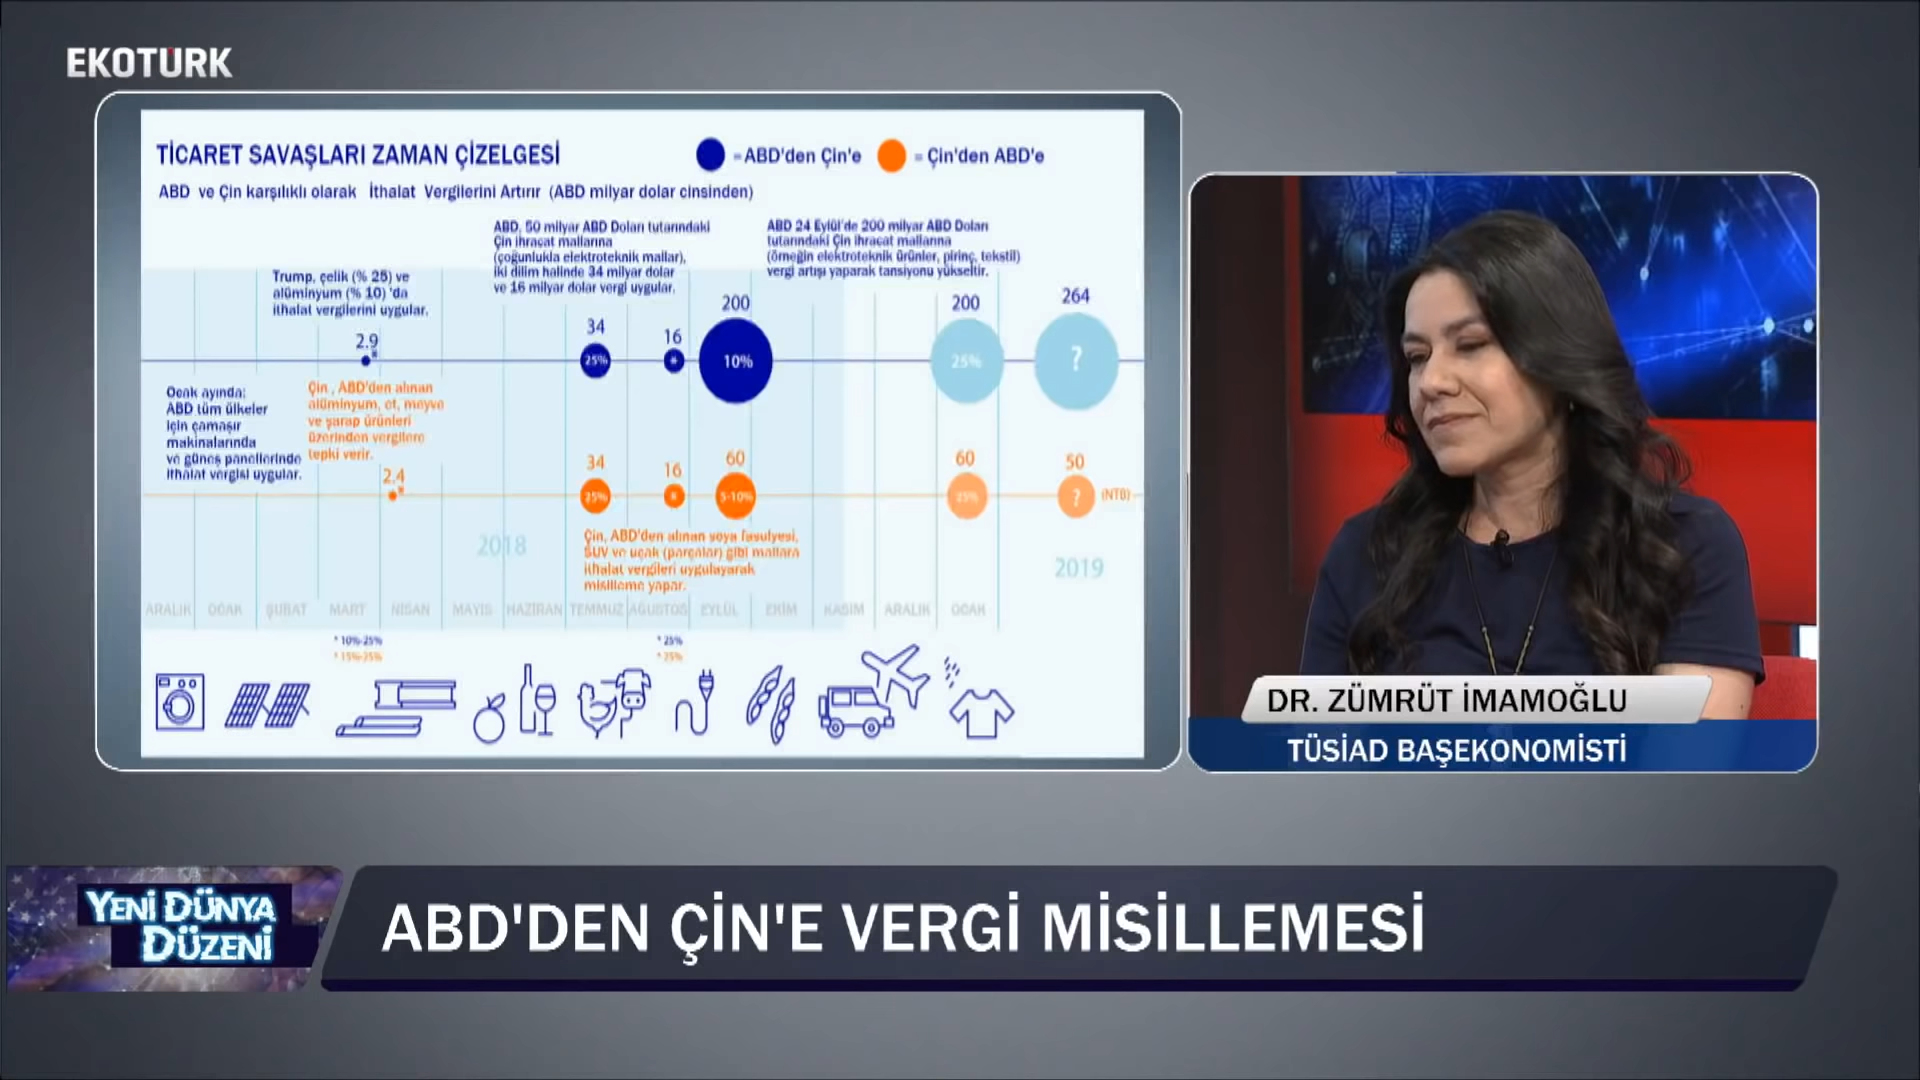 EKOTÜRK
TİCARET SAVAŞLARI ZAMAN ÇİZELGESİ
= ABD'den Çin'e
= Çin'den ABD'e
ABD ve Çin karşılıklı olarak İthalat Vergilerini Artırır (ABD milyar dolar cinsinden)
ABD, 50 milyar ABD Doları tutarındaki
Çin ihracat mallarına
(çoğunlukla elektroteknik mallar),
iki dilim halinde 34 milyar dolar
ve 16 milyar dolar vergi uygular.
ABD 24 Eylül'de 200 milyar ABD Doları
tutarındaki Çin ihracat mallarına
(örneğin elektroteknik ürünler, pirinç, tekstil)
vergi artışı yaparak tansiyonu yükseltir.
Trump, çelik (% 25) ve
alüminyum (% 10) 'da
ithalat vergilerini uygular.
2.9
*
34
25%
16
*
200
10%
200
25%
264
?
Ocak ayında:
ABD tüm ülkeler
için çamaşır
makinalarında
ve güneş panellerinde
ithalat vergisi uygular.
Çin , ABD'den alınan
alüminyum, et, meyve
ve şarap ürünleri
üzerinden vergilere
tepki verir.
2.4
*
34
25%
16
*
60
5-10%
60
25%
50
?
(NTB)
Çin, ABD'den alınan soya fasulyesi,
SUV ve uçak (parçalar) gibi mallara
ithalat vergileri uygulayarak
misilleme yapar.
2018
2019
ARALIK OCAK ŞUBAT MART NİSAN MAYIS HAZİRAN TEMMUZ AĞUSTOS EYLÜL EKİM KASIM ARALIK OCAK
* 10%-25%
* 15%-25%
* 25%
* 25%
DR. ZÜMRÜT İMAMOĞLU
TÜSİAD BAŞEKONOMİSTİ
YENİ DÜNYA
DÜZENİ
ABD'DEN ÇİN'E VERGİ MİSİLLEMESİ